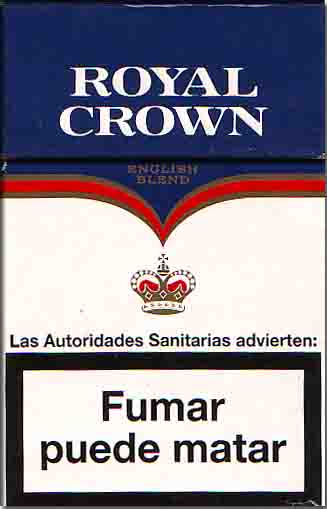 ROYAL
CROWN
ENGLISH
BLEND
Las Autoridades Sanitarias advierten:
Fumar
puede matar